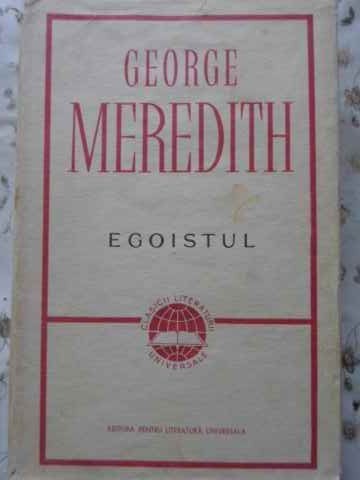 GEORGE
MEREDITH
EGOISTUL
CLASICII LITERATURII
UNIVERSALE
EDITURA PENTRU LITERATURĂ UNIVERSALĂ